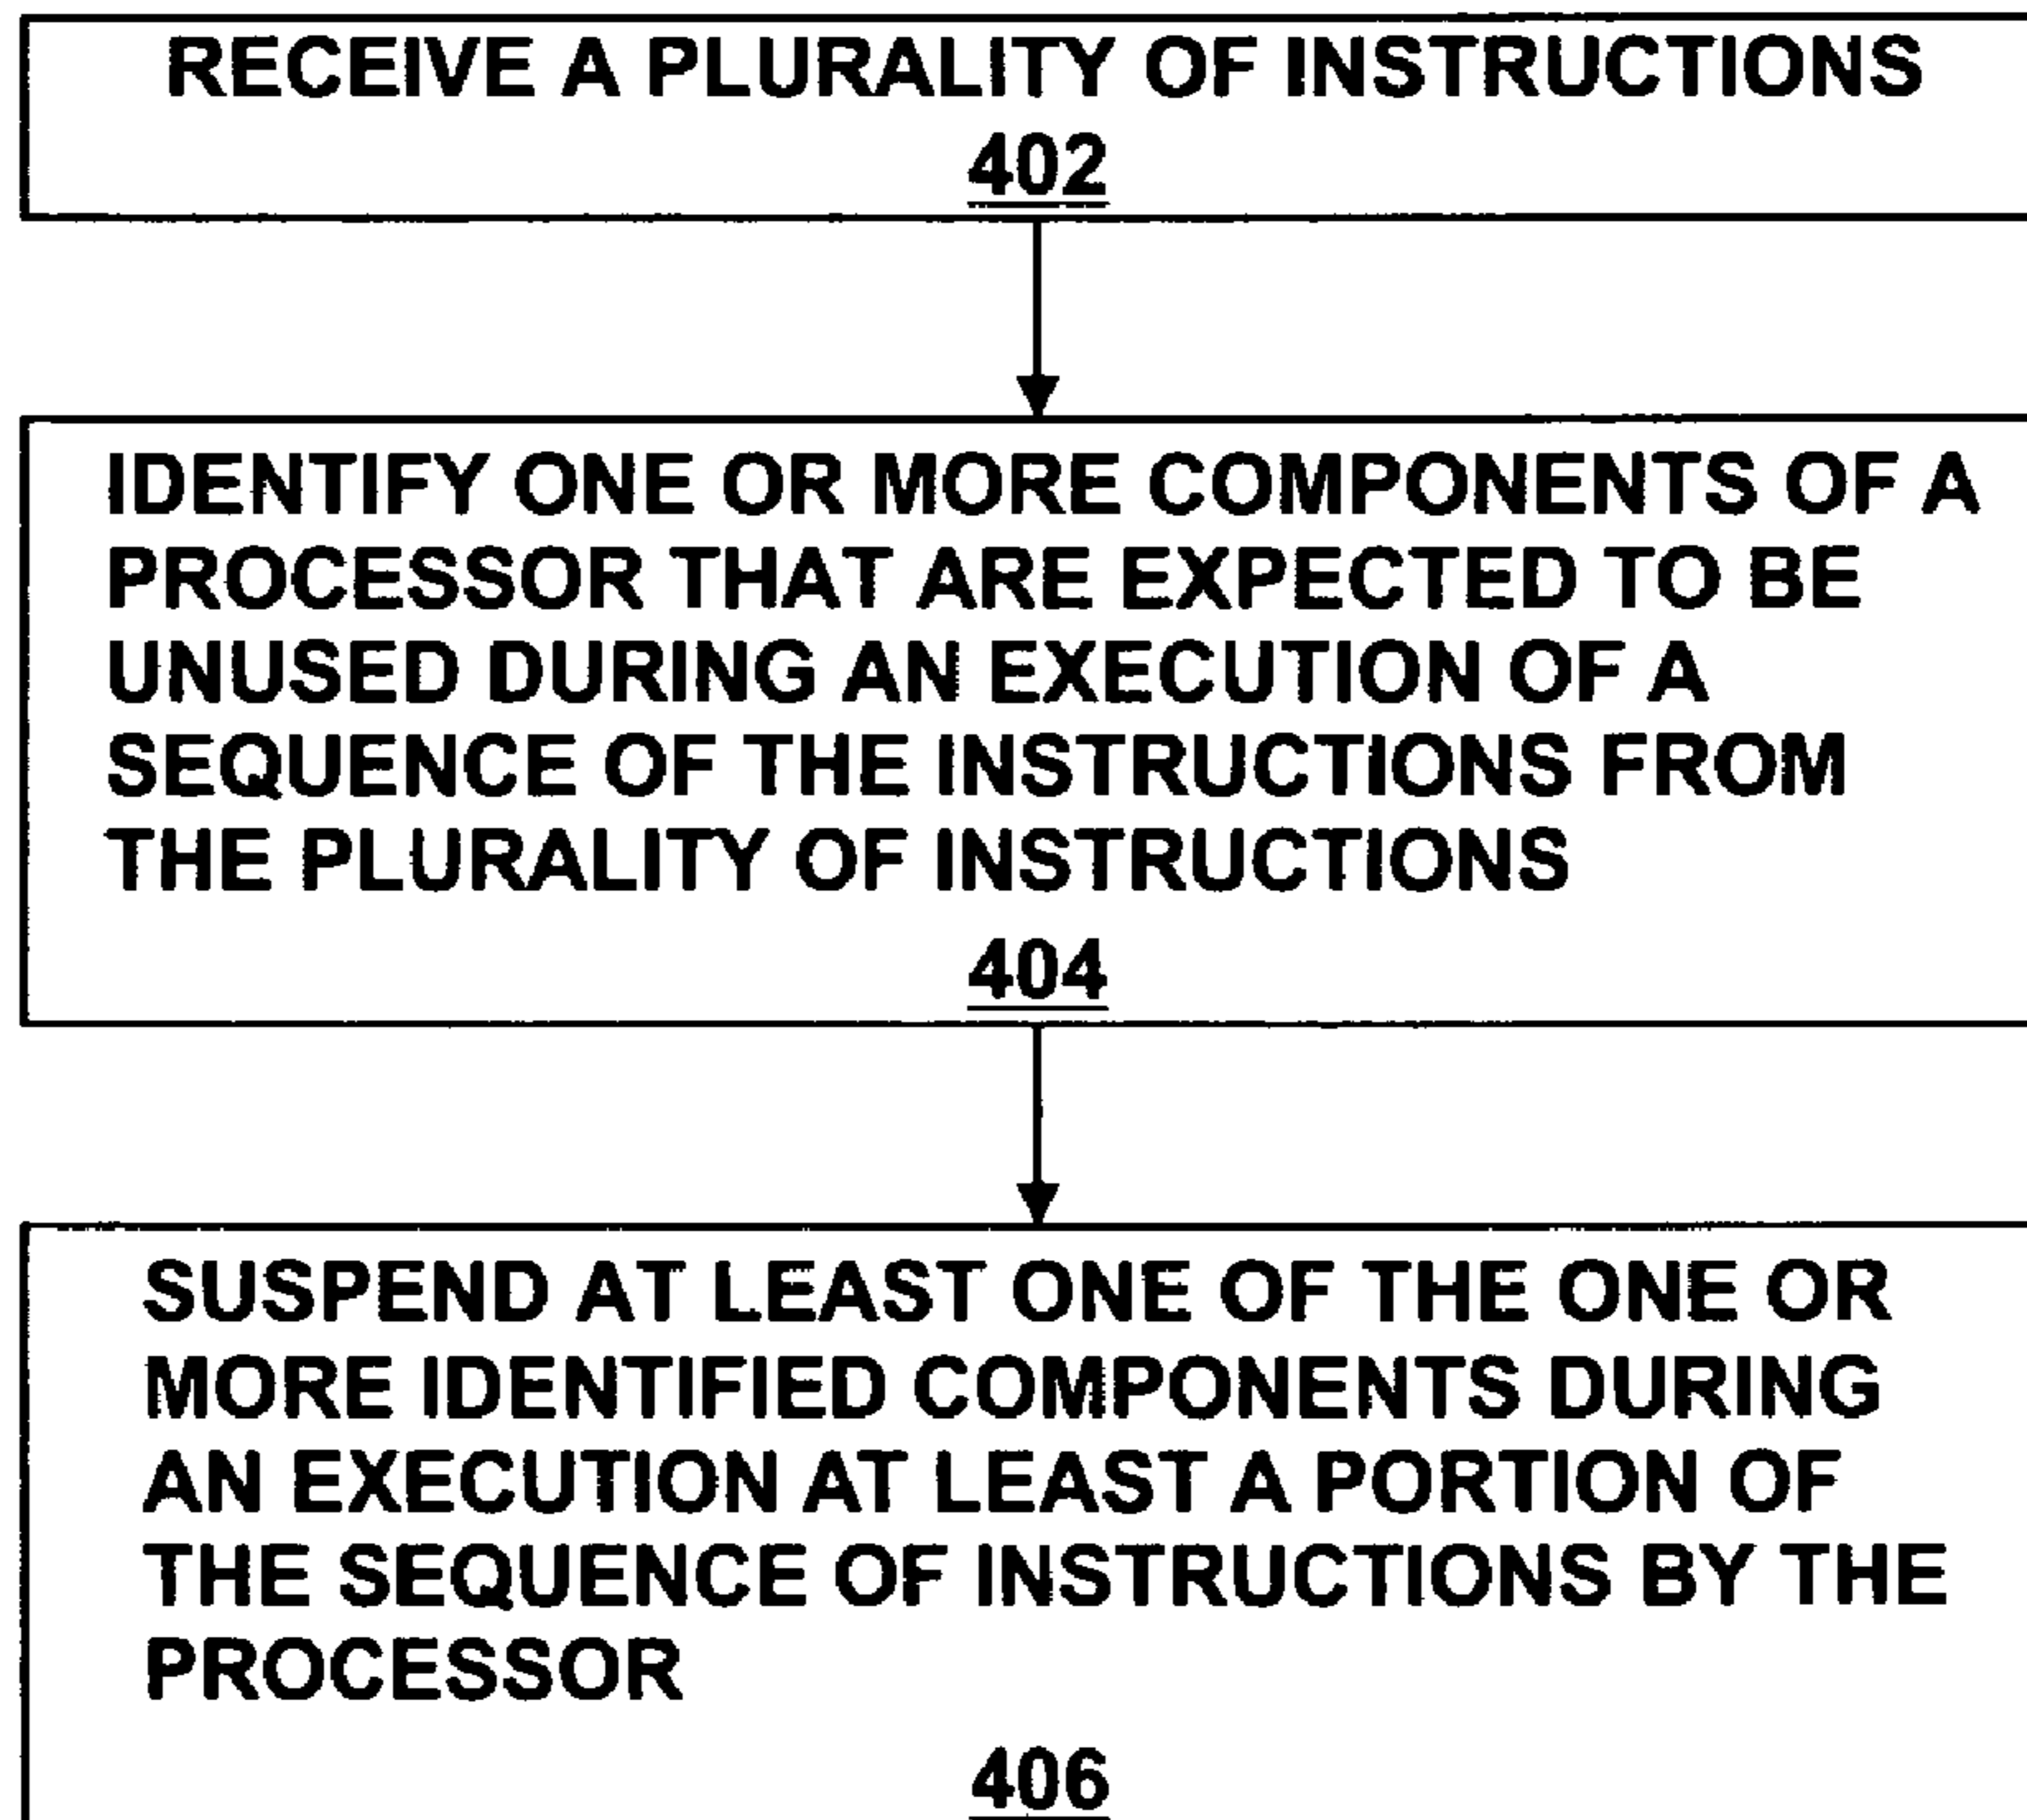 RECEIVE A PLURALITY OF INSTRUCTIONS
402
IDENTIFY ONE OR MORE COMPONENTS OF A
PROCESSOR THAT ARE EXPECTED TO BE
UNUSED DURING AN EXECUTION OF A
SEQUENCE OF THE INSTRUCTIONS FROM
THE PLURALITY OF INSTRUCTIONS
404
SUSPEND AT LEAST ONE OF THE ONE OR
MORE IDENTIFIED COMPONENTS DURING
AN EXECUTION AT LEAST A PORTION OF
THE SEQUENCE OF INSTRUCTIONS BY THE
PROCESSOR
406